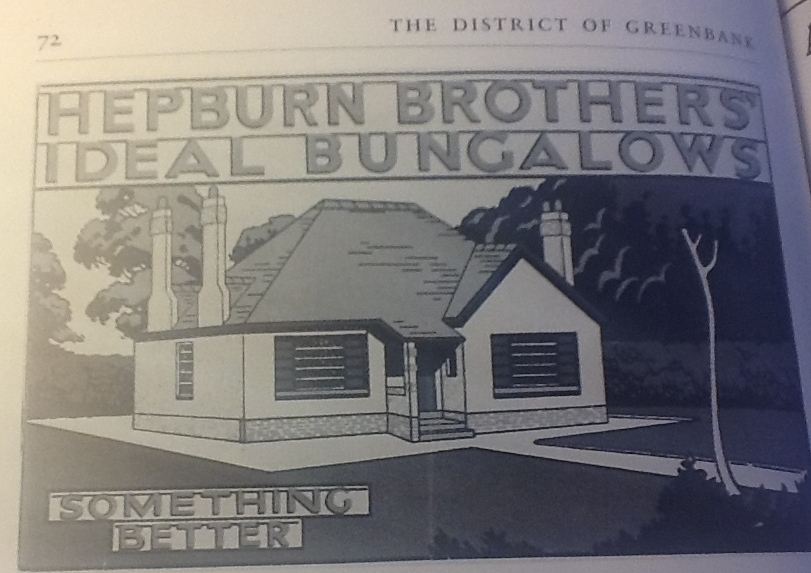 72
THE DISTRICT OF GREENBANK
HEPBURN BROTHERS'
IDEAL BUNGALOWS
SOMETHING
BETTER